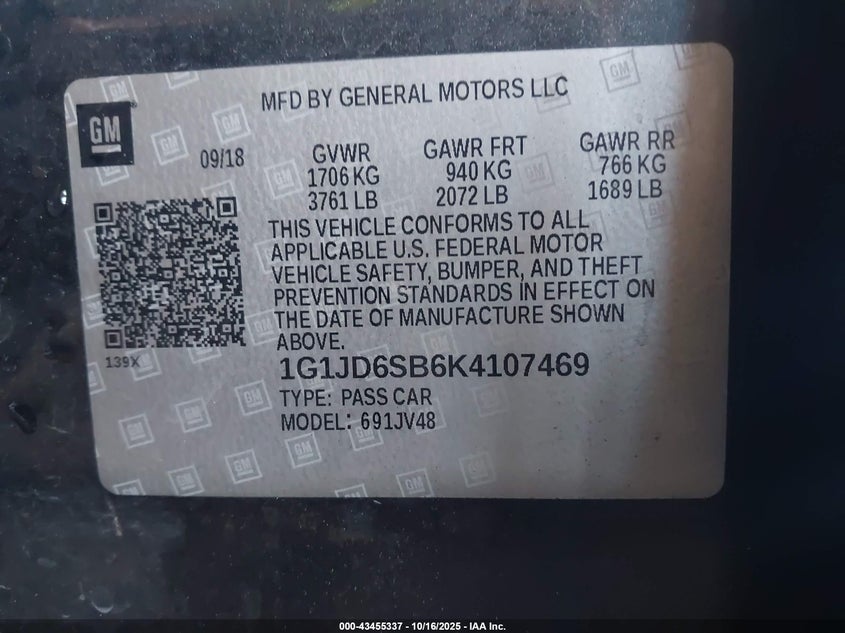 MFD BY GENERAL MOTORS LLC
GM
09/18
GVWR GAWR FRT GAWR RR
1706 KG 940 KG 766 KG
3761 LB 2072 LB 1689 LB
THIS VEHICLE CONFORMS TO ALL
APPLICABLE U.S. FEDERAL MOTOR
VEHICLE SAFETY, BUMPER, AND THEFT
PREVENTION STANDARDS IN EFFECT ON
THE DATE OF MANUFACTURE SHOWN
ABOVE.
139X
1G1JD6SB6K4107469
TYPE: PASS CAR
MODEL: 691JV48
000-43455337 - 10/16/2025 - IAA Inc.